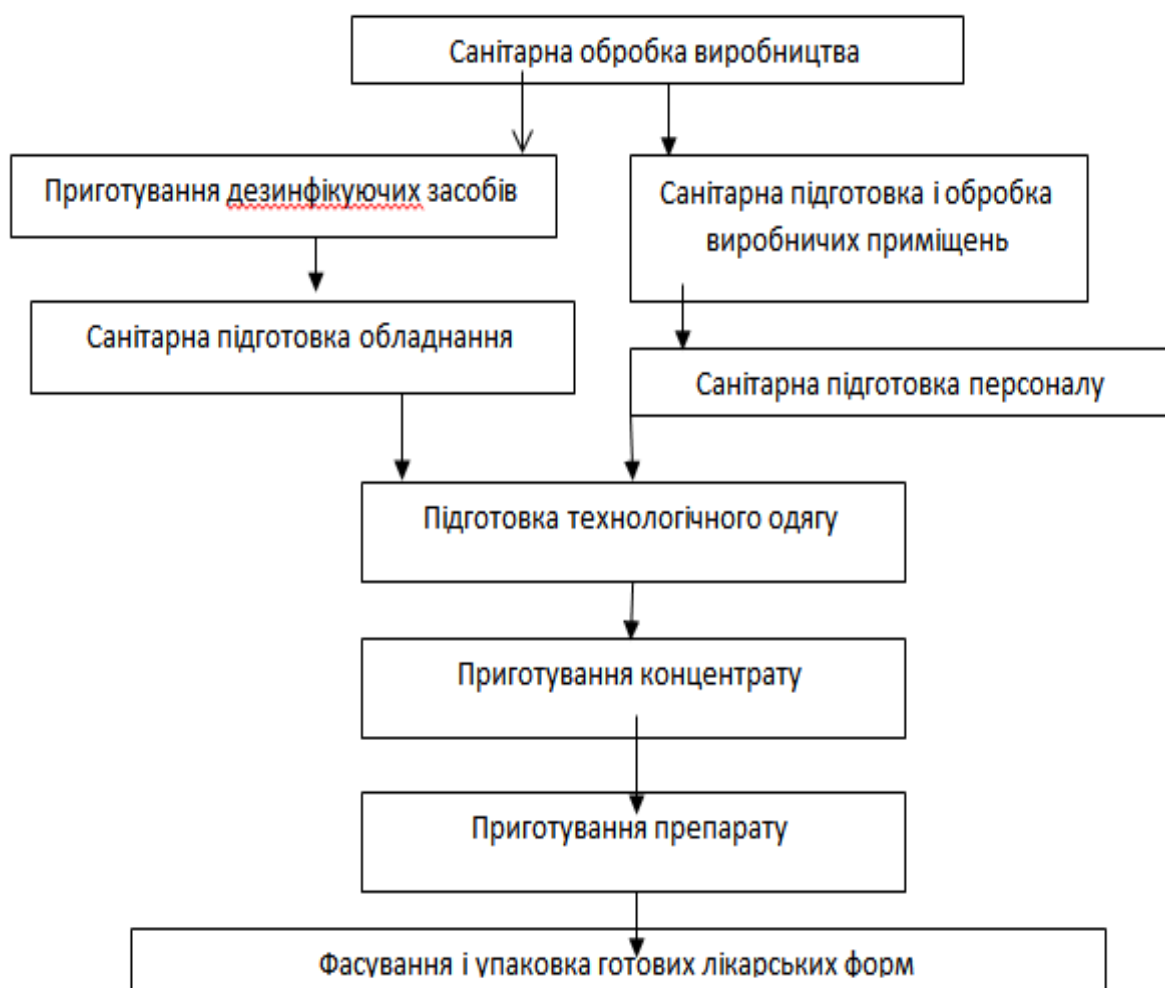 Санітарна обробка виробництва
Приготування дезинфікуючих засобів
Санітарна підготовка і обробка
виробничих приміщень
Санітарна підготовка обладнання
Санітарна підготовка персоналу
Підготовка технологічного одягу
Приготування концентрату
Приготування препарату
Фасування і упаковка готових лікарських форм